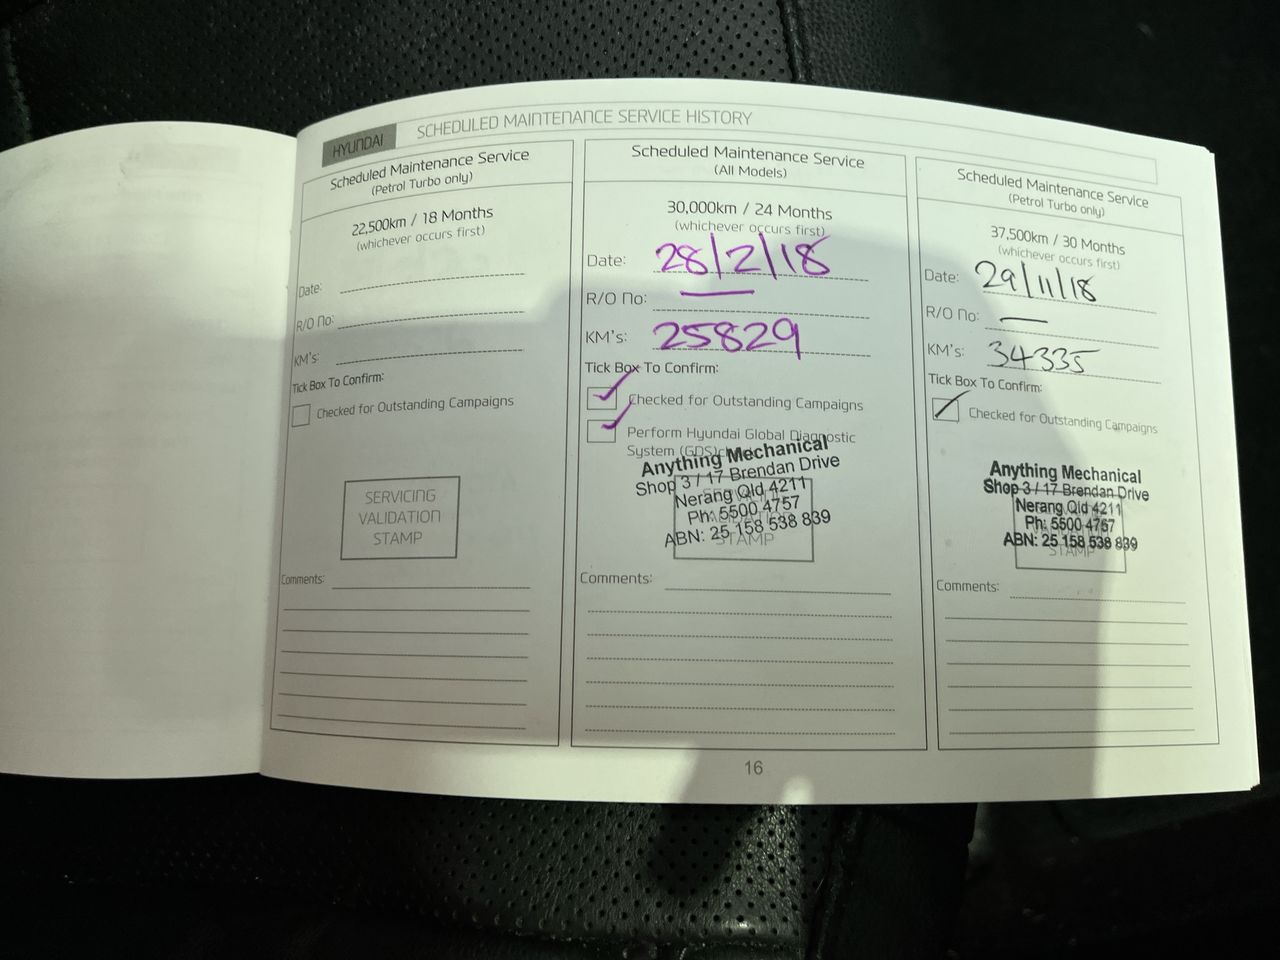 HYUNDAI SCHEDULED MAINTENANCE SERVICE HISTORY
Scheduled Maintenance Service
(Petrol Turbo only)
22,500km / 18 Months
(whichever occurs first)
Date:
R/O No:
KM's:
Tick Box To Confirm:
Checked for Outstanding Campaigns
SERVICING
VALIDATION
STAMP
Comments:
Scheduled Maintenance Service
(All Models)
30,000km / 24 Months
(whichever occurs first)
Date: 28/2/18
R/O No: —
KM's: 25829
Tick Box To Confirm:
Checked for Outstanding Campaigns
Perform Hyundai Global Diagnostic
System (GDS)
Anything Mechanical
Shop 3 / 17 Brendan Drive
Nerang Qld 4211
Ph: 5500 4757
ABN: 25 158 538 839
STAMP
Comments:
Scheduled Maintenance Service
(Petrol Turbo only)
37,500km / 30 Months
(whichever occurs first)
Date: 29/11/18
R/O No: —
KM's: 34335
Tick Box To Confirm:
Checked for Outstanding Campaigns
Anything Mechanical
Shop 3 / 17 Brendan Drive
Nerang Qld 4211
Ph: 5500 4757
ABN: 25 158 538 839
STAMP
Comments:
16